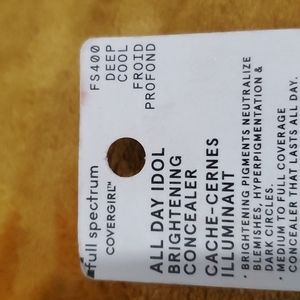 FS400
DEEP
COOL
FROID
PROFOND
full spectrum
COVERGIRL™
ALL DAY IDOL
BRIGHTENING
CONCEALER
CACHE-CERNES
ILLUMINANT
• BRIGHTENING PIGMENTS NEUTRALIZE
BLEMISHES, HYPERPIGMENTATION &
DARK CIRCLES.
• MEDIUM TO FULL COVERAGE
CONCEALER THAT LASTS ALL DAY.